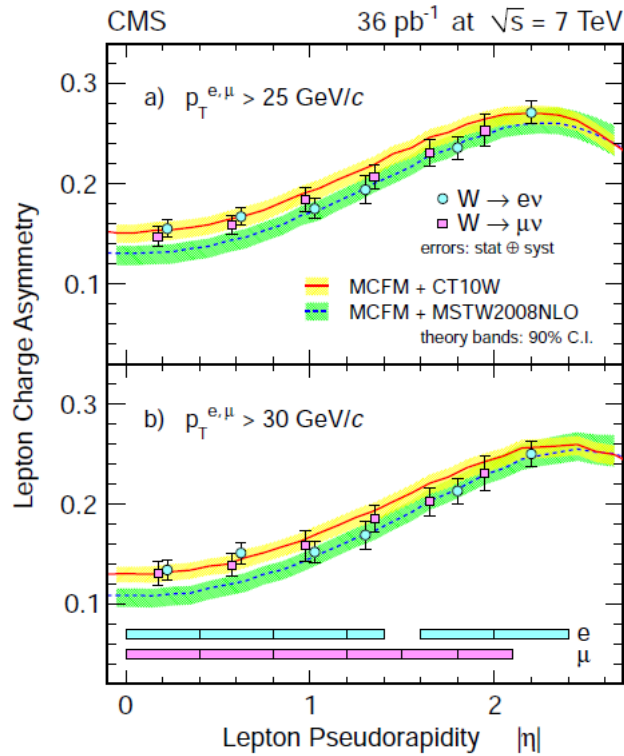 CMS 36 pb⁻¹ at √s = 7 TeV
Lepton Charge Asymmetry
0.3
0.2
0.1
a) p_T^{e,μ} > 25 GeV/c
W → eν
W → μν
errors: stat ⊕ syst
MCFM + CT10W
MCFM + MSTW2008NLO
theory bands: 90% C.I.
0.3
0.2
0.1
b) p_T^{e,μ} > 30 GeV/c
e
μ
0 1 2
Lepton Pseudorapidity |η|